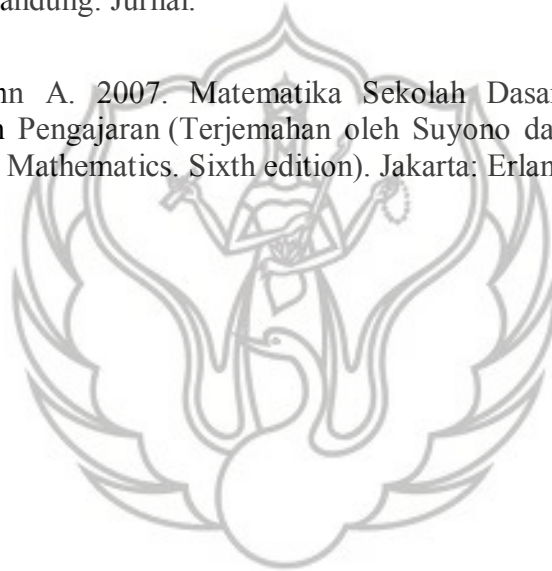 andung. Jurnal.
nn A. 2007. Matematika Sekolah Dasar
n Pengajaran (Terjemahan oleh Suyono da
Mathematics. Sixth edition). Jakarta: Erlan